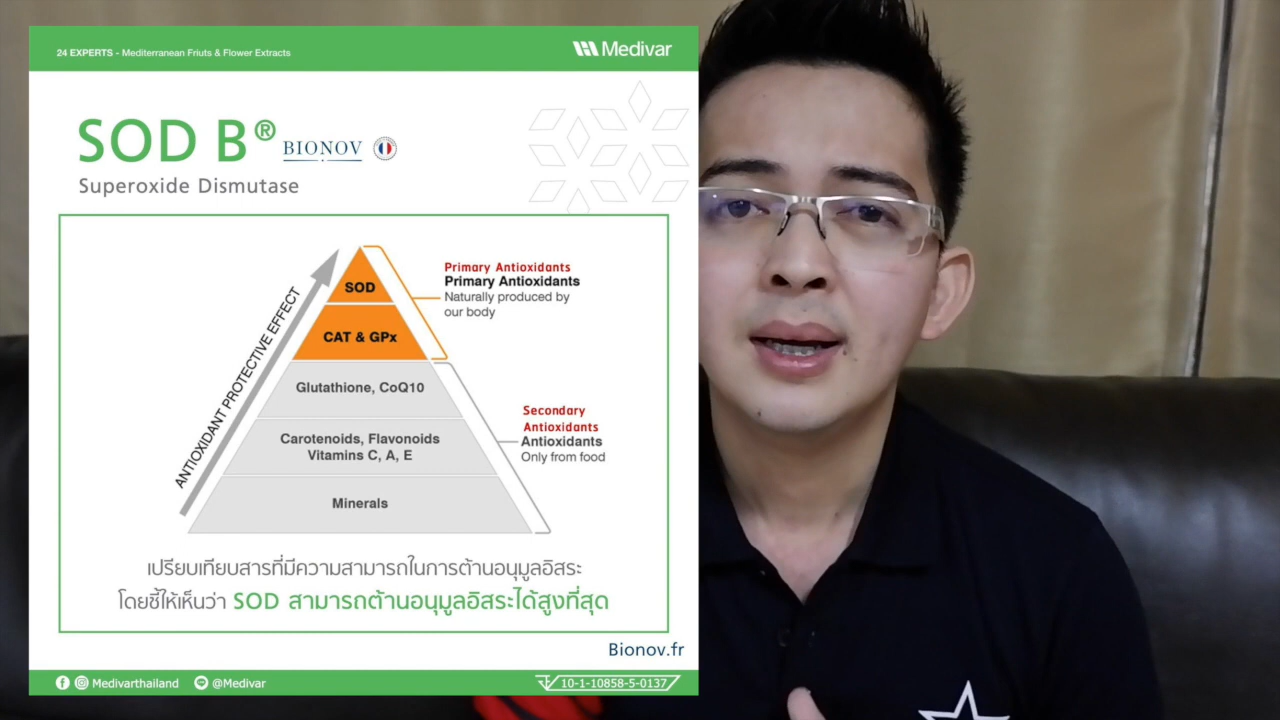 24 EXPERTS - Mediterranean Friuts & Flower Extracts
Medivar
SOD B®
BIONOV
Superoxide Dismutase
ANTIOXIDANT PROTECTIVE EFFECT
SOD
CAT & GPx
Glutathione, CoQ10
Carotenoids, Flavonoids
Vitamins C, A, E
Minerals
Primary Antioxidants
Primary Antioxidants
Naturally produced by
our body
Secondary
Antioxidants
Antioxidants
Only from food
เปรียบเทียบสารที่มีความสามารถในการต้านอนุมูลอิสระ
โดยชี้ให้เห็นว่า SOD สามารถต้านอนุมูลอิสระได้สูงที่สุด
Bionov.fr
Medivarthailand
@Medivar
10-1-10858-5-0137